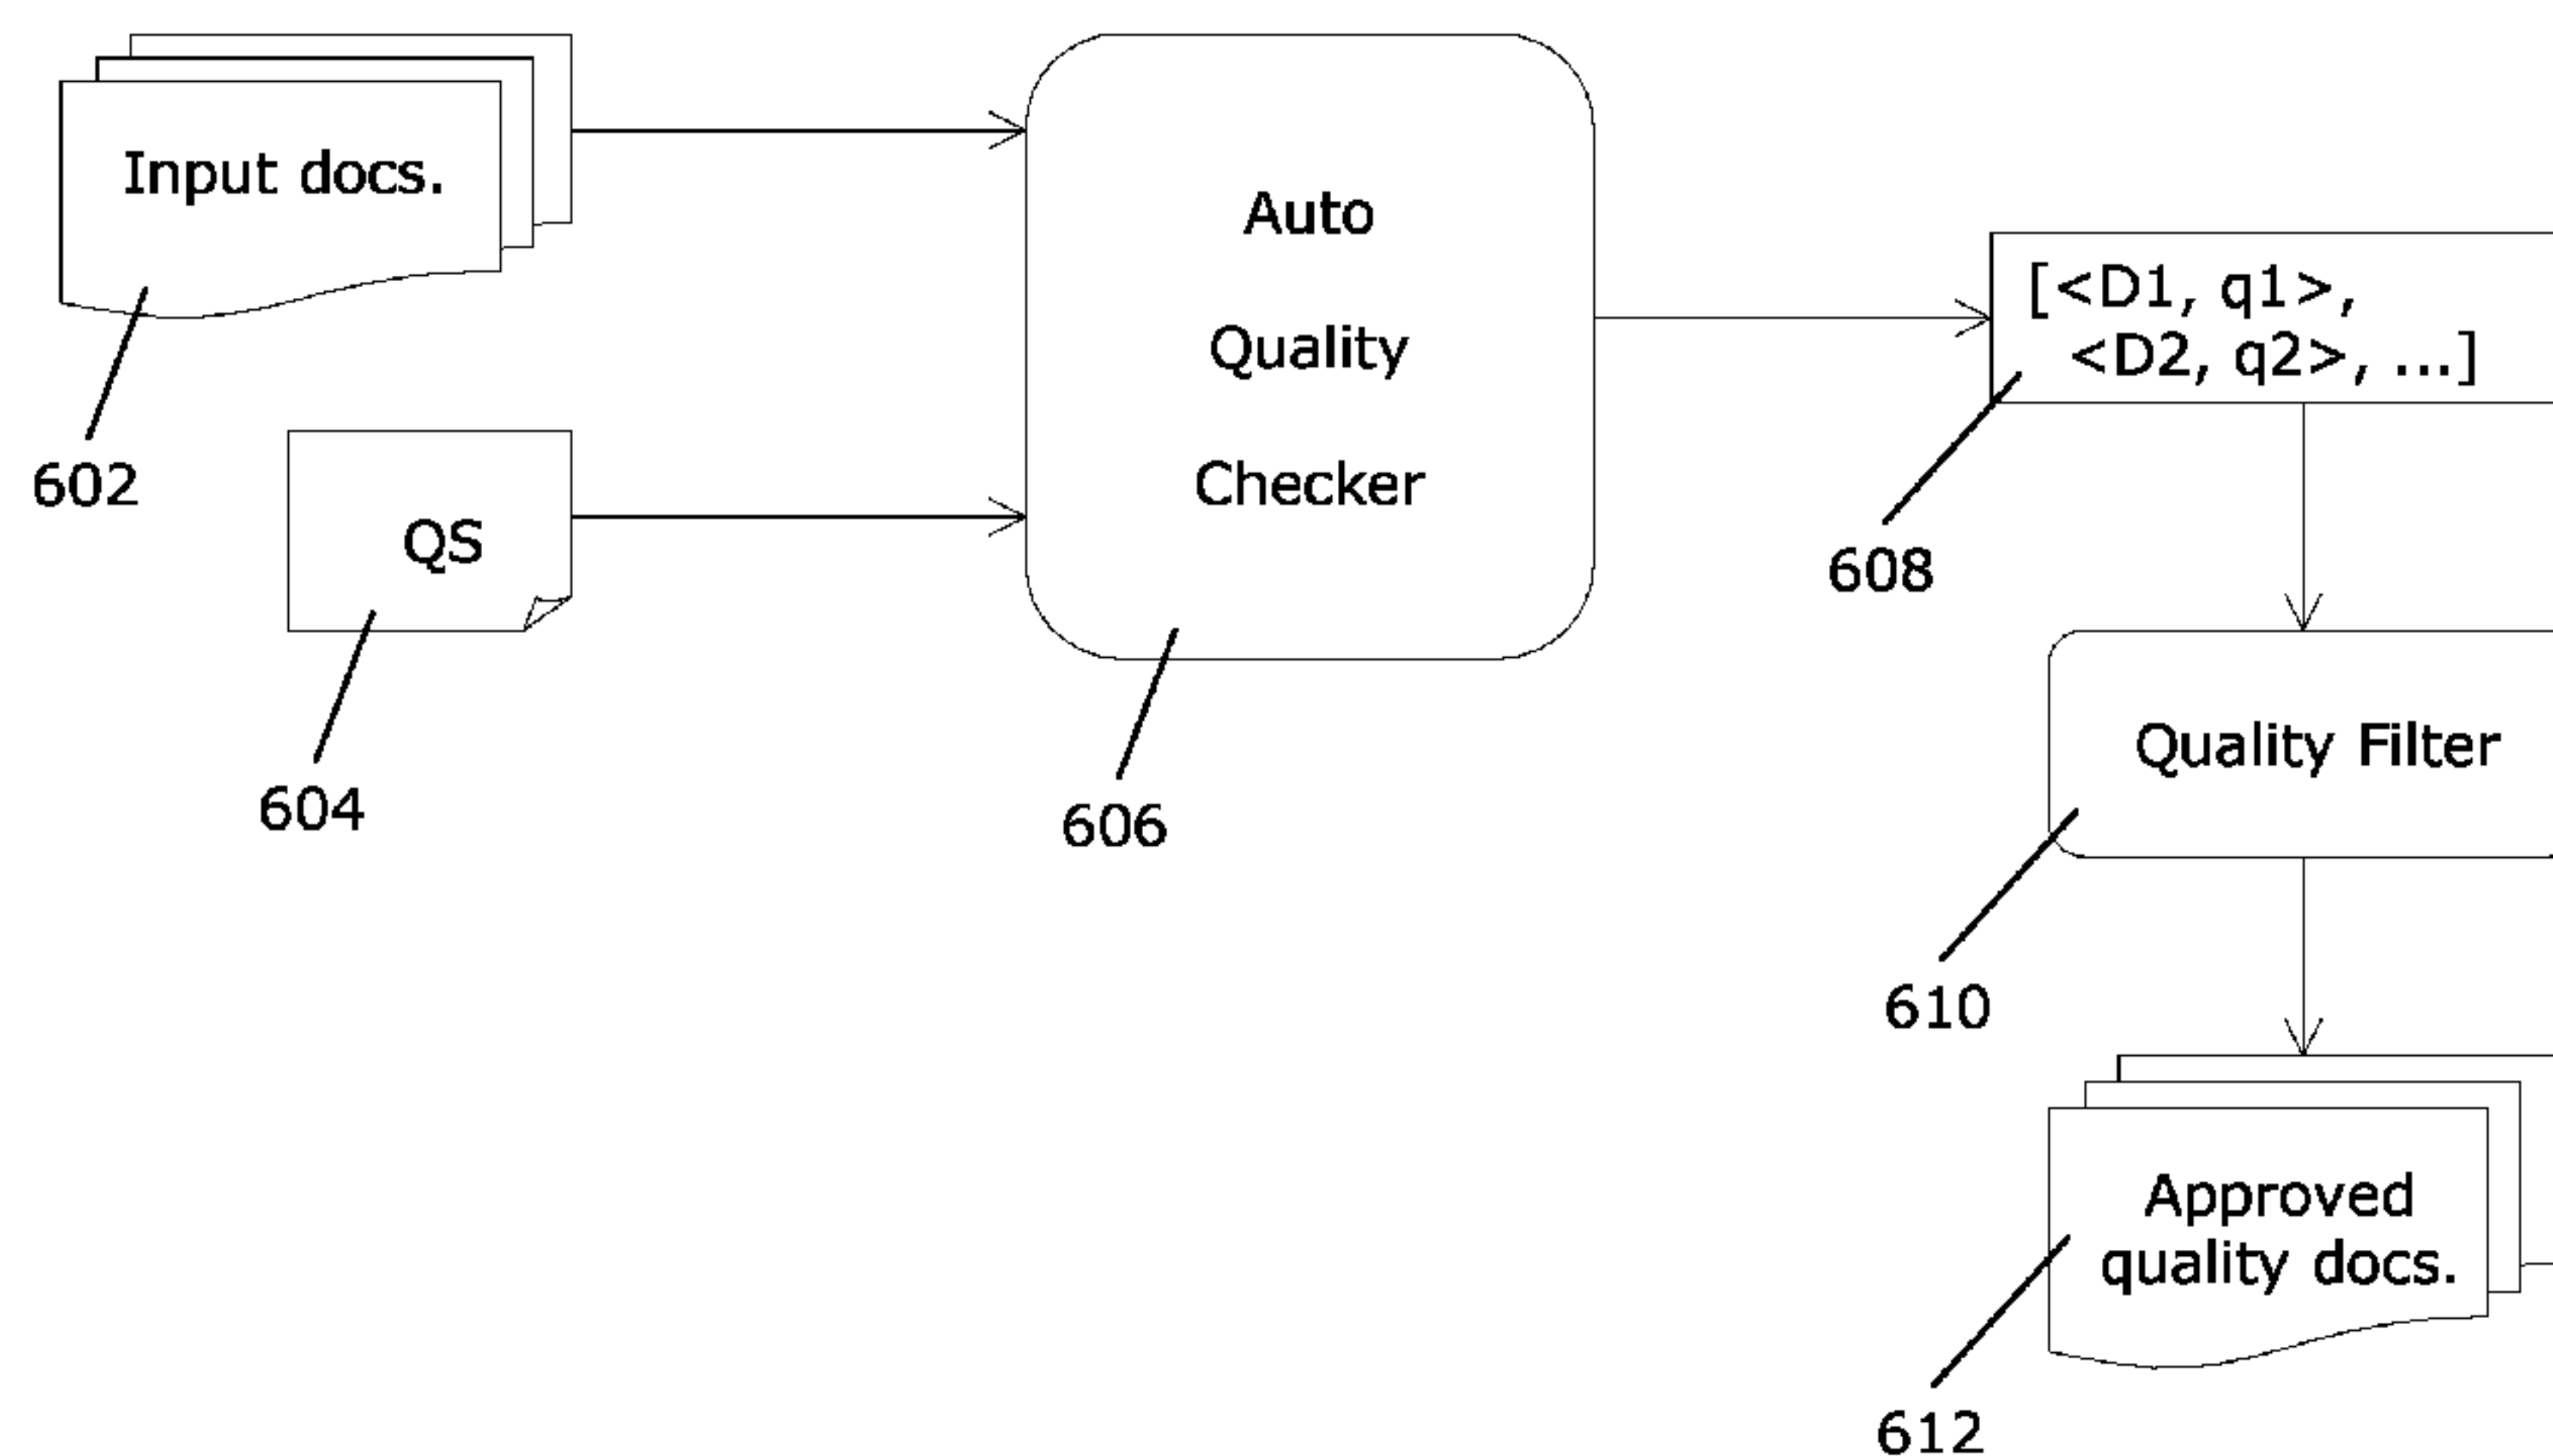 Input docs.
602
QS
604
Auto
Quality
Checker
606
[<D1, q1>,
<D2, q2>, ...]
608
Quality Filter
610
Approved
quality docs.
612